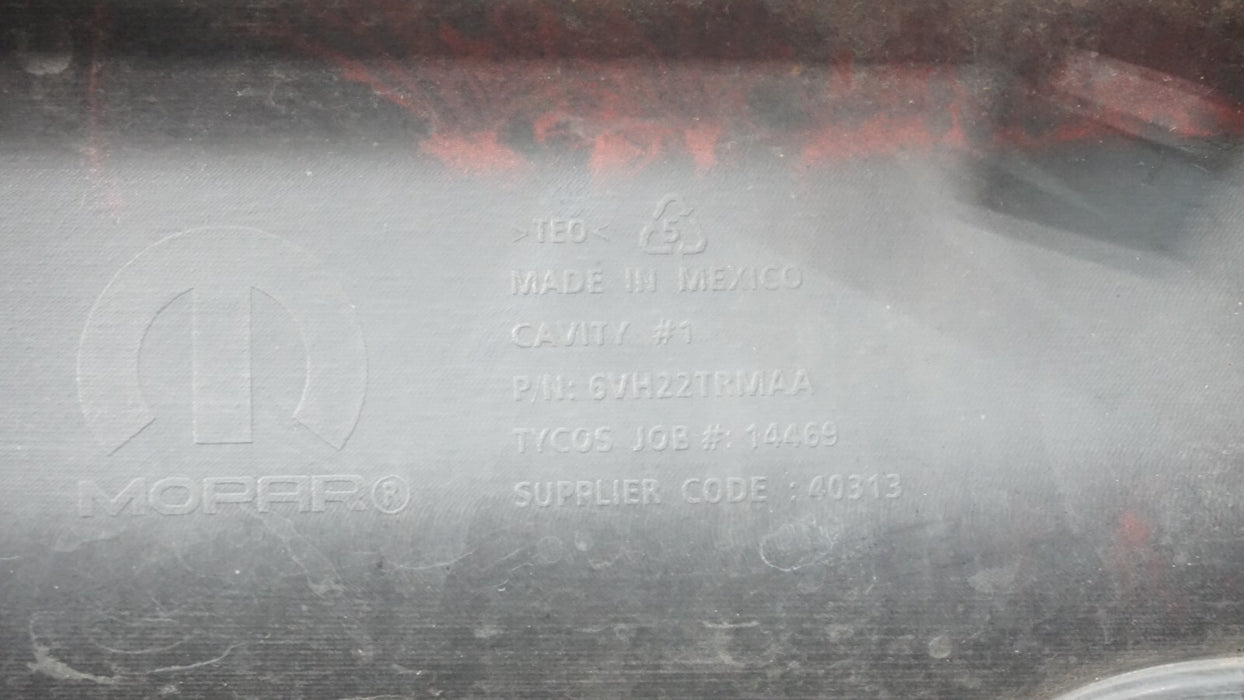 >TEO<
5
MADE IN MEXICO
CAVITY #1
P/N: 6VH22TRMAA
TYCOS JOB #: 14469
SUPPLIER CODE : 40313
MOPAR®